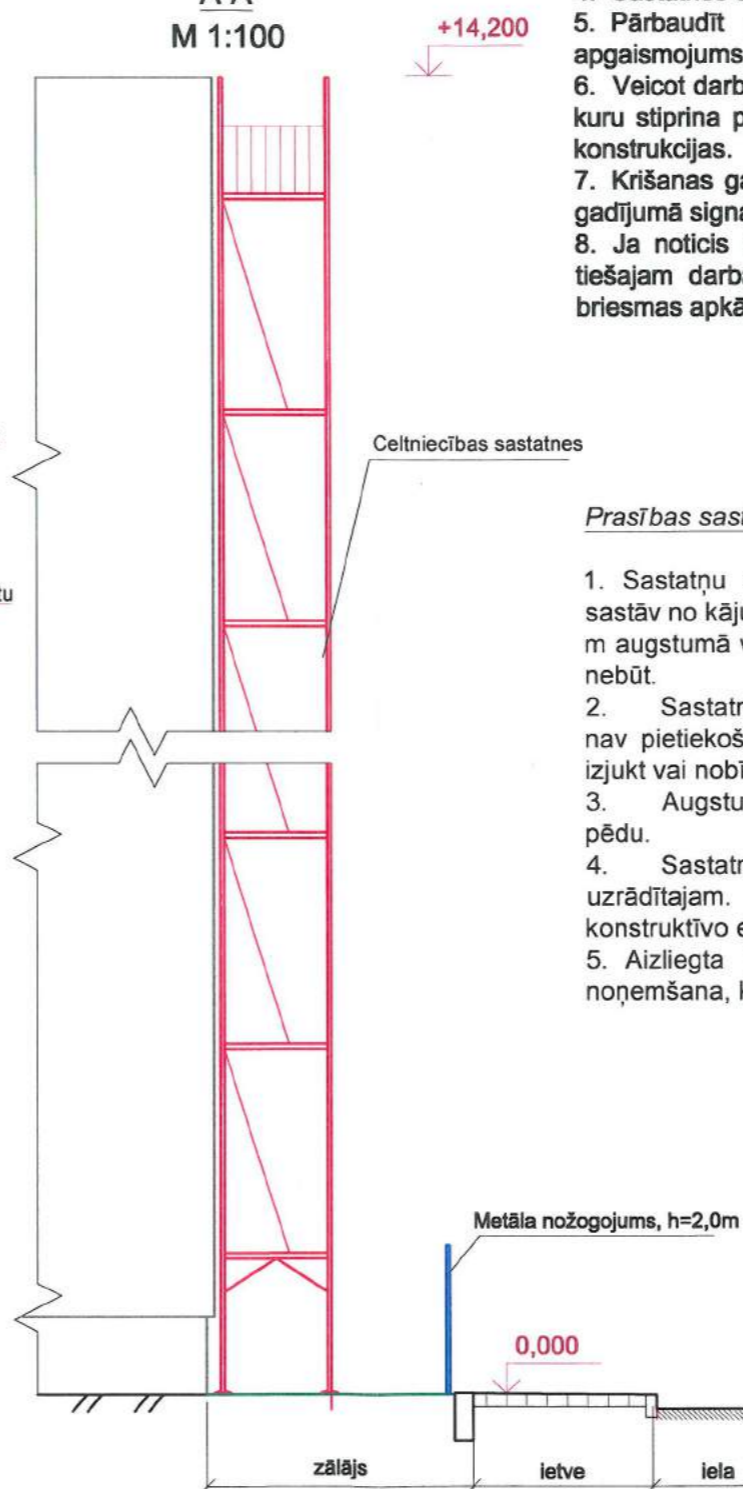 M 1:100
+14,200
5. Pārbaudīt
apgaismojums
6. Veicot darb
kuru stiprina p
konstrukcijas.
7. Krišanas ga
gadījumā signa
8. Ja noticis
tiešajam darba
briesmas apkā
Celtniecības sastatnes
Prasības sast
1. Sastatņu
sastāv no kāju
m augstumā v
nebūt.
2. Sastatn
nav pietiekoš
izjukt vai nobī
3. Augstu
pēdu.
4. Sastatn
uzrādītajam.
konstruktīvo e
5. Aizliegta
noņemšana, k
Metāla nožogojums, h=2,0m
0,000
zālājs
ietve
iela